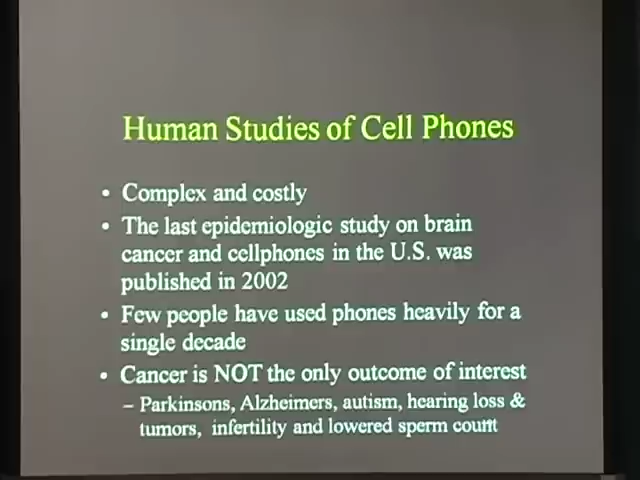 Human Studies of Cell Phones
• Complex and costly
• The last epidemiologic study on brain
cancer and cellphones in the U.S. was
published in 2002
• Few people have used phones heavily for a
single decade
• Cancer is NOT the only outcome of interest
– Parkinsons, Alzheimers, autism, hearing loss &
tumors, infertility and lowered sperm count